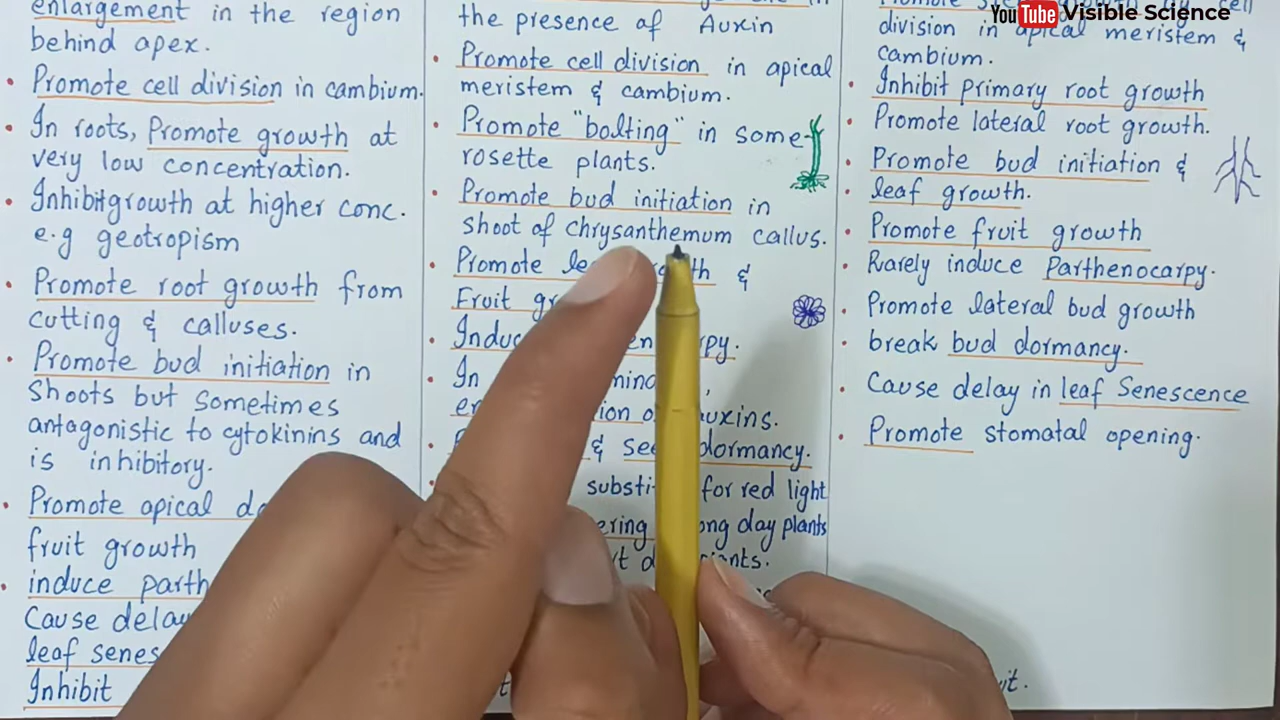 enlargement in the region
behind apex.
• Promote cell division in cambium.
• In roots, Promote growth at
very low concentration.
• Inhibit growth at higher conc.
e.g geotropism
• Promote root growth from
cutting & calluses.
• Promote bud initiation in
Shoots but sometimes
antagonistic to cytokinins and
is inhibitory.
• Promote apical
fruit growth
• induce
Cause delay
leaf
Inhibit
the presence of Auxin
• Promote cell division in apical
meristem & cambium.
• Promote "bolting" in some
rosette plants.
• Promote bud initiation in
shoot of chrysanthemum callus.
• Promote &
Fruit
•
• In
auxins.
& dormancy.
for red light
day plants
YouTube Visible Science
cell
division in apical meristem &
cambium.
• Inhibit primary root growth
• Promote lateral root growth.
• Promote bud initiation &
• leaf growth.
• Promote fruit growth
• Rarely induce Parthenocarpy.
• Promote lateral bud growth
• break bud dormancy.
• Cause delay in leaf Senescence
• Promote stomatal opening.